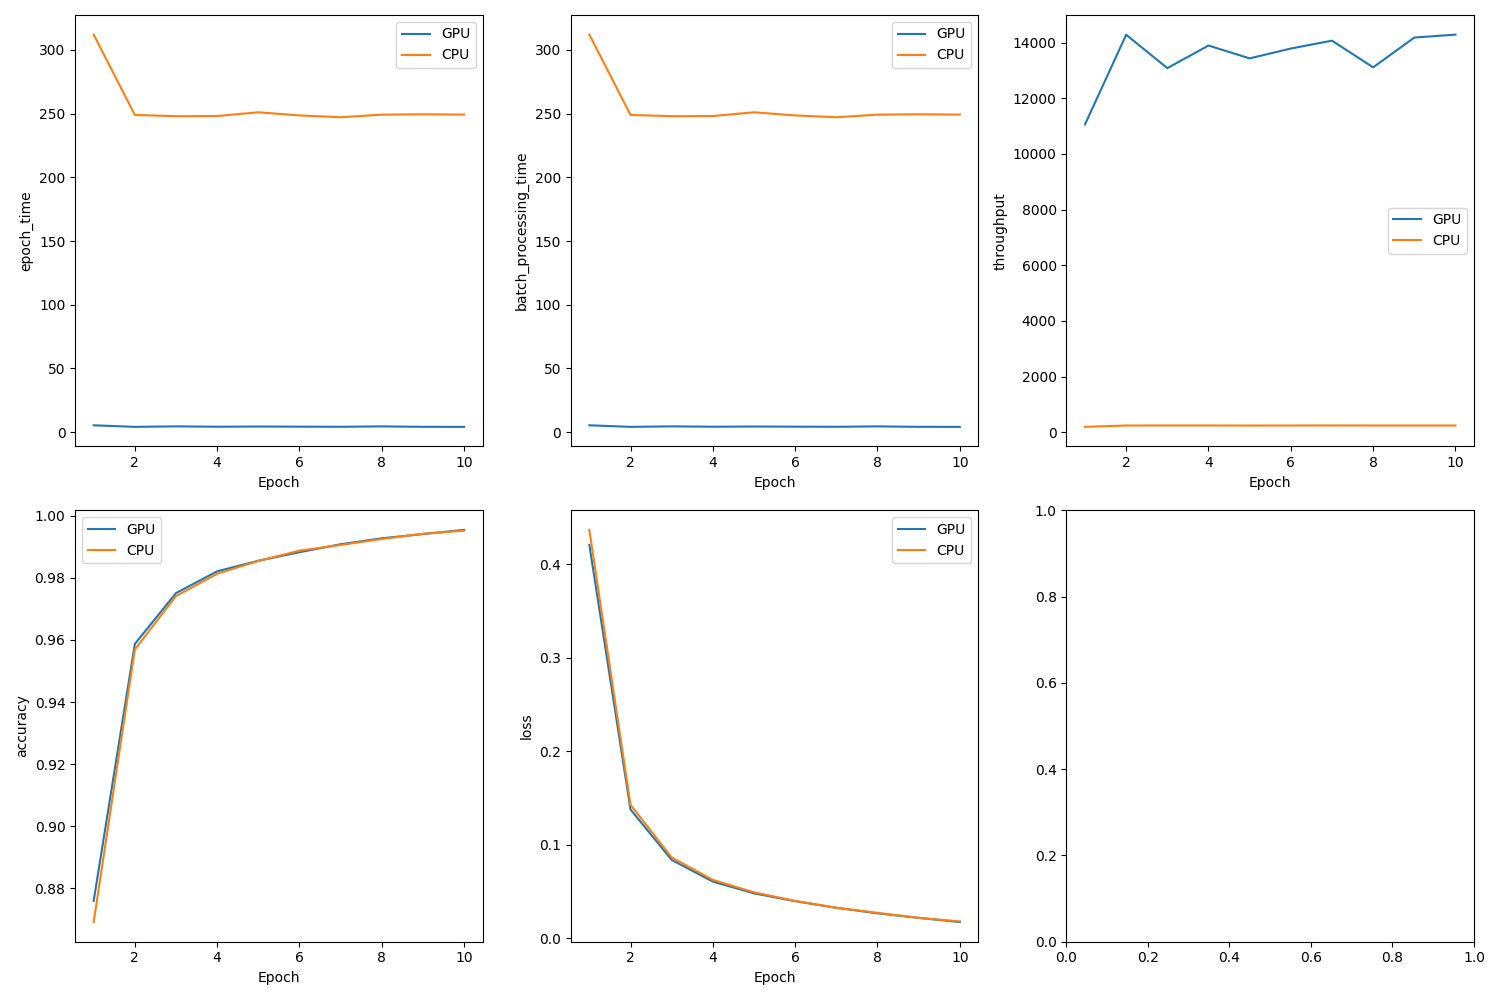 epoch_time
300
250
200
150
100
50
0
GPU
CPU
2 4 6 8 10
Epoch
batch_processing_time
300
250
200
150
100
50
0
GPU
CPU
2 4 6 8 10
Epoch
throughput
14000
12000
10000
8000
6000
4000
2000
0
GPU
CPU
2 4 6 8 10
Epoch
accuracy
1.00
0.98
0.96
0.94
0.92
0.90
0.88
GPU
CPU
2 4 6 8 10
Epoch
loss
0.4
0.3
0.2
0.1
0.0
GPU
CPU
2 4 6 8 10
Epoch
1.0
0.8
0.6
0.4
0.2
0.0
0.0 0.2 0.4 0.6 0.8 1.0